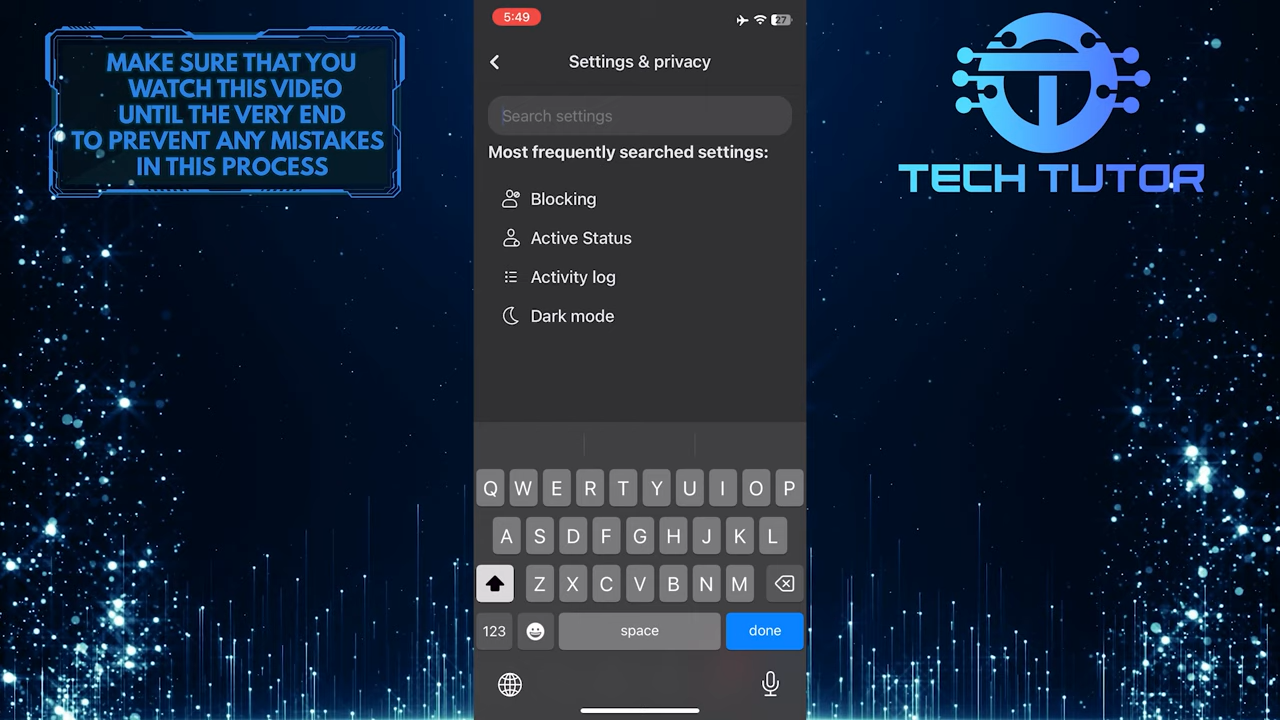 MAKE SURE THAT YOU
WATCH THIS VIDEO
UNTIL THE VERY END
TO PREVENT ANY MISTAKES
IN THIS PROCESS
5:49
27
Settings & privacy
Search settings
Most frequently searched settings:
Blocking
Active Status
Activity log
Dark mode
Q W E R T Y U I O P
A S D F G H J K L
Z X C V B N M
123 space done
T
TECH TUTOR